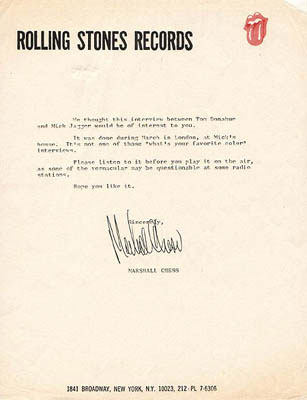 ROLLING STONES RECORDS
We thought this interview between Tom Donahue
and Mick Jagger would be of interest to you.
It was done during March in London, at Mick's
house. It's not one of those "what's your favorite color"
interviews.
Please listen to it before you play it on the air,
as some of the vernacular may be questionable at some radio
stations.
Hope you like it.
Sincerely,
Marshall Chess
MARSHALL CHESS
1841 BROADWAY, NEW YORK, N.Y. 10023, 212-PL 7-6306